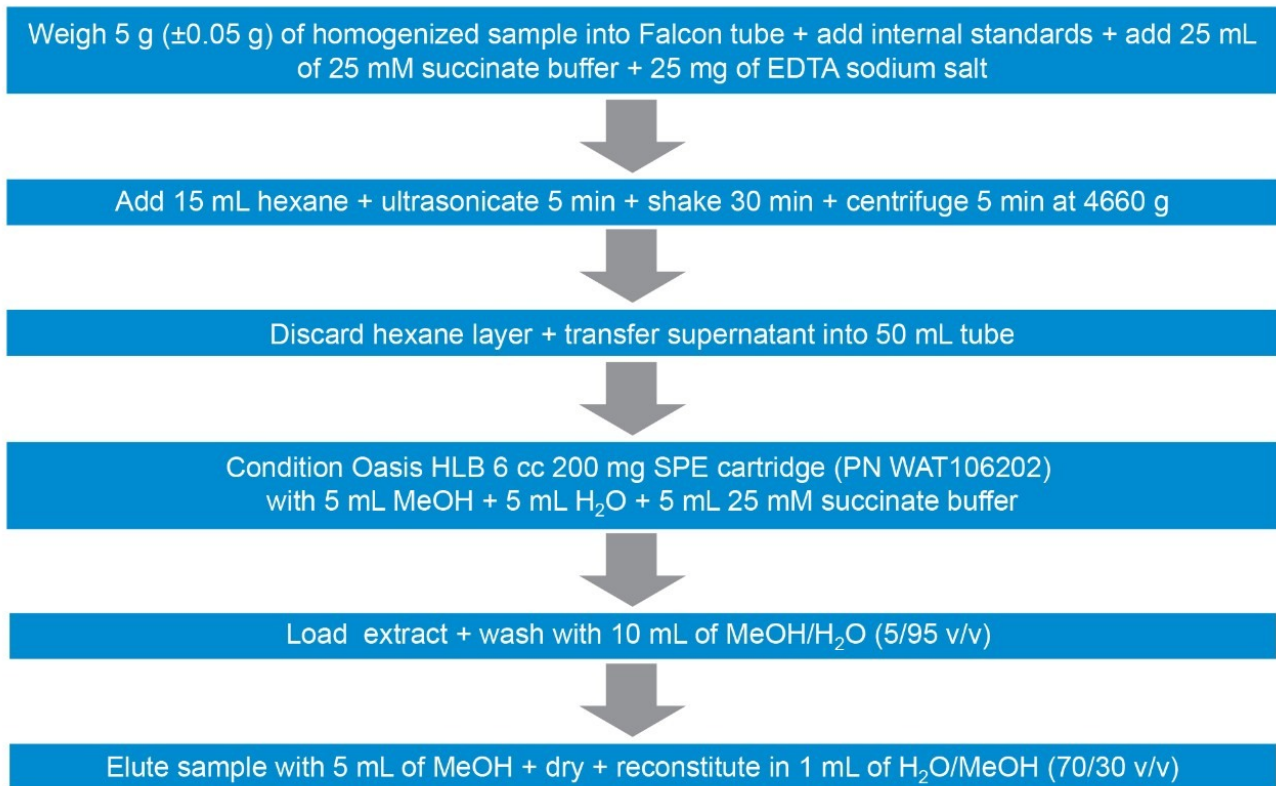 Weigh 5 g (±0.05 g) of homogenized sample into Falcon tube + add internal standards + add 25 mL
of 25 mM succinate buffer + 25 mg of EDTA sodium salt
Add 15 mL hexane + ultrasonicate 5 min + shake 30 min + centrifuge 5 min at 4660 g
Discard hexane layer + transfer supernatant into 50 mL tube
Condition Oasis HLB 6 cc 200 mg SPE cartridge (PN WAT106202)
with 5 mL MeOH + 5 mL H₂O + 5 mL 25 mM succinate buffer
Load extract + wash with 10 mL of MeOH/H₂O (5/95 v/v)
Elute sample with 5 mL of MeOH + dry + reconstitute in 1 mL of H₂O/MeOH (70/30 v/v)